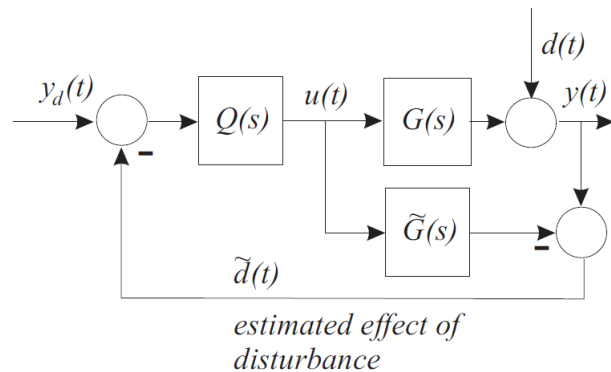 d(t)
y_d(t)
u(t)
y(t)
Q(s)
G(s)
-
G̃(s)
-
d̃(t)
estimated effect of
disturbance